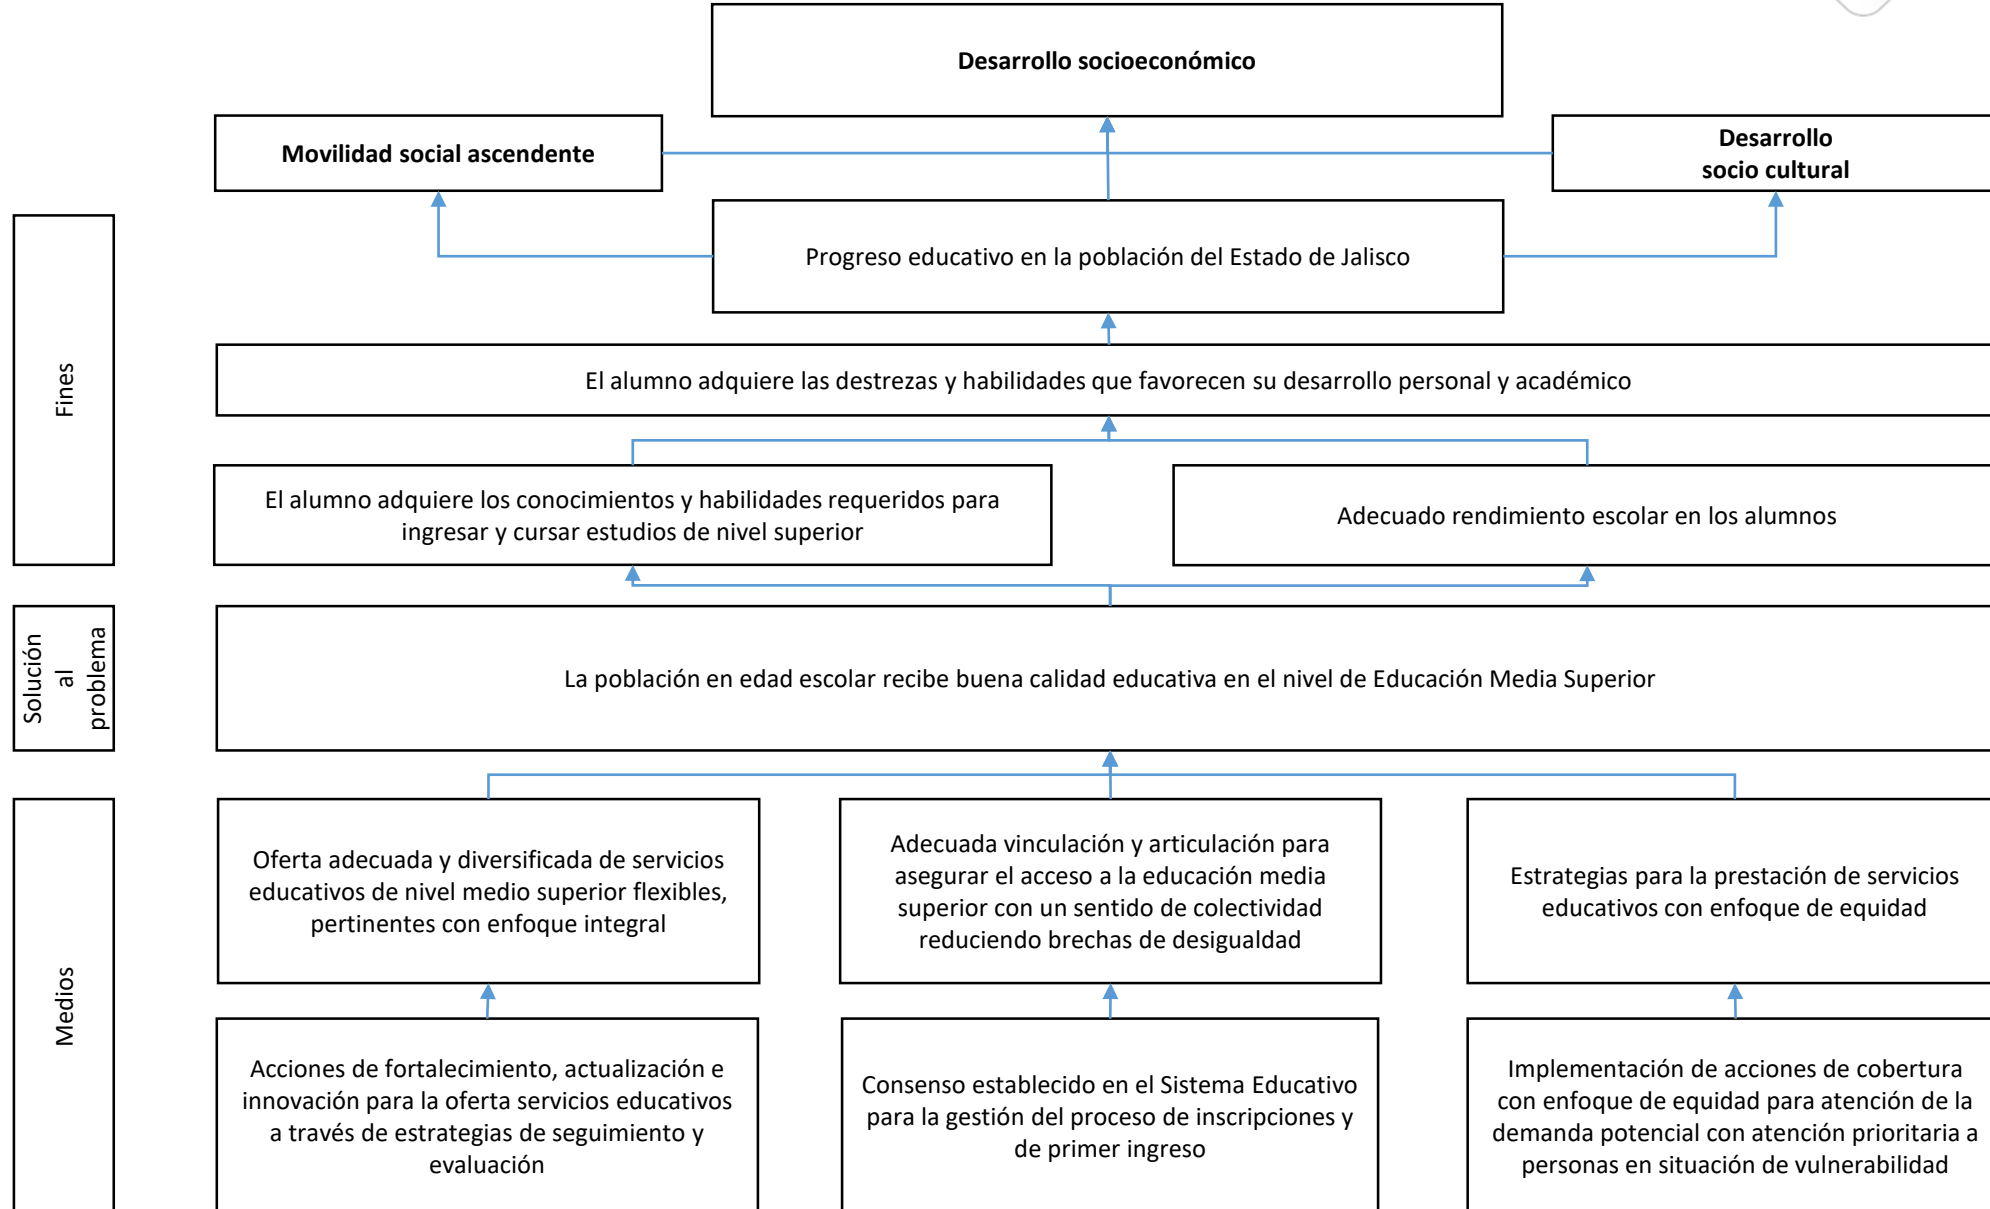 Desarrollo socioeconómico
Movilidad social ascendente
Desarrollo
socio cultural
Progreso educativo en la población del Estado de Jalisco
Fines
El alumno adquiere las destrezas y habilidades que favorecen su desarrollo personal y académico
El alumno adquiere los conocimientos y habilidades requeridos para
ingresar y cursar estudios de nivel superior
Adecuado rendimiento escolar en los alumnos
Solución
al
problema
La población en edad escolar recibe buena calidad educativa en el nivel de Educación Media Superior
Medios
Oferta adecuada y diversificada de servicios
educativos de nivel medio superior flexibles,
pertinentes con enfoque integral
Adecuada vinculación y articulación para
asegurar el acceso a la educación media
superior con un sentido de colectividad
reduciendo brechas de desigualdad
Estrategias para la prestación de servicios
educativos con enfoque de equidad
Acciones de fortalecimiento, actualización e
innovación para la oferta servicios educativos
a través de estrategias de seguimiento y
evaluación
Consenso establecido en el Sistema Educativo
para la gestión del proceso de inscripciones y
de primer ingreso
Implementación de acciones de cobertura
con enfoque de equidad para atención de la
demanda potencial con atención prioritaria a
personas en situación de vulnerabilidad